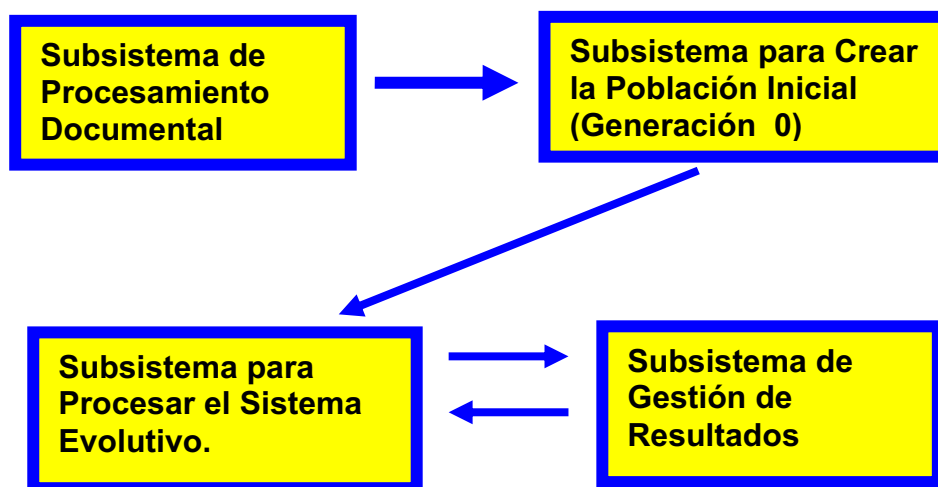 Subsistema de
Procesamiento
Documental
Subsistema para Crear
la Población Inicial
(Generación  0)
Subsistema para
Procesar el Sistema
Evolutivo.
Subsistema de
Gestión de
Resultados